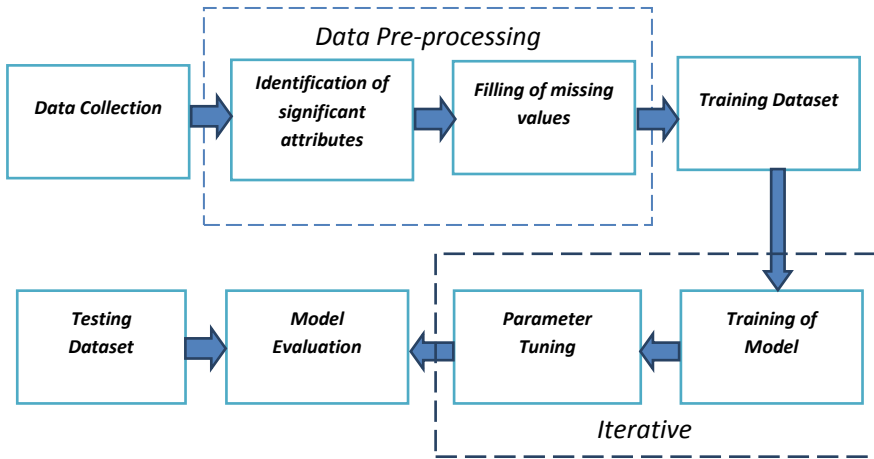 Data Pre-processing
Data Collection
Identification of
significant
attributes
Filling of missing
values
Training Dataset
Testing
Dataset
Model
Evaluation
Parameter
Tuning
Training of
Model
Iterative